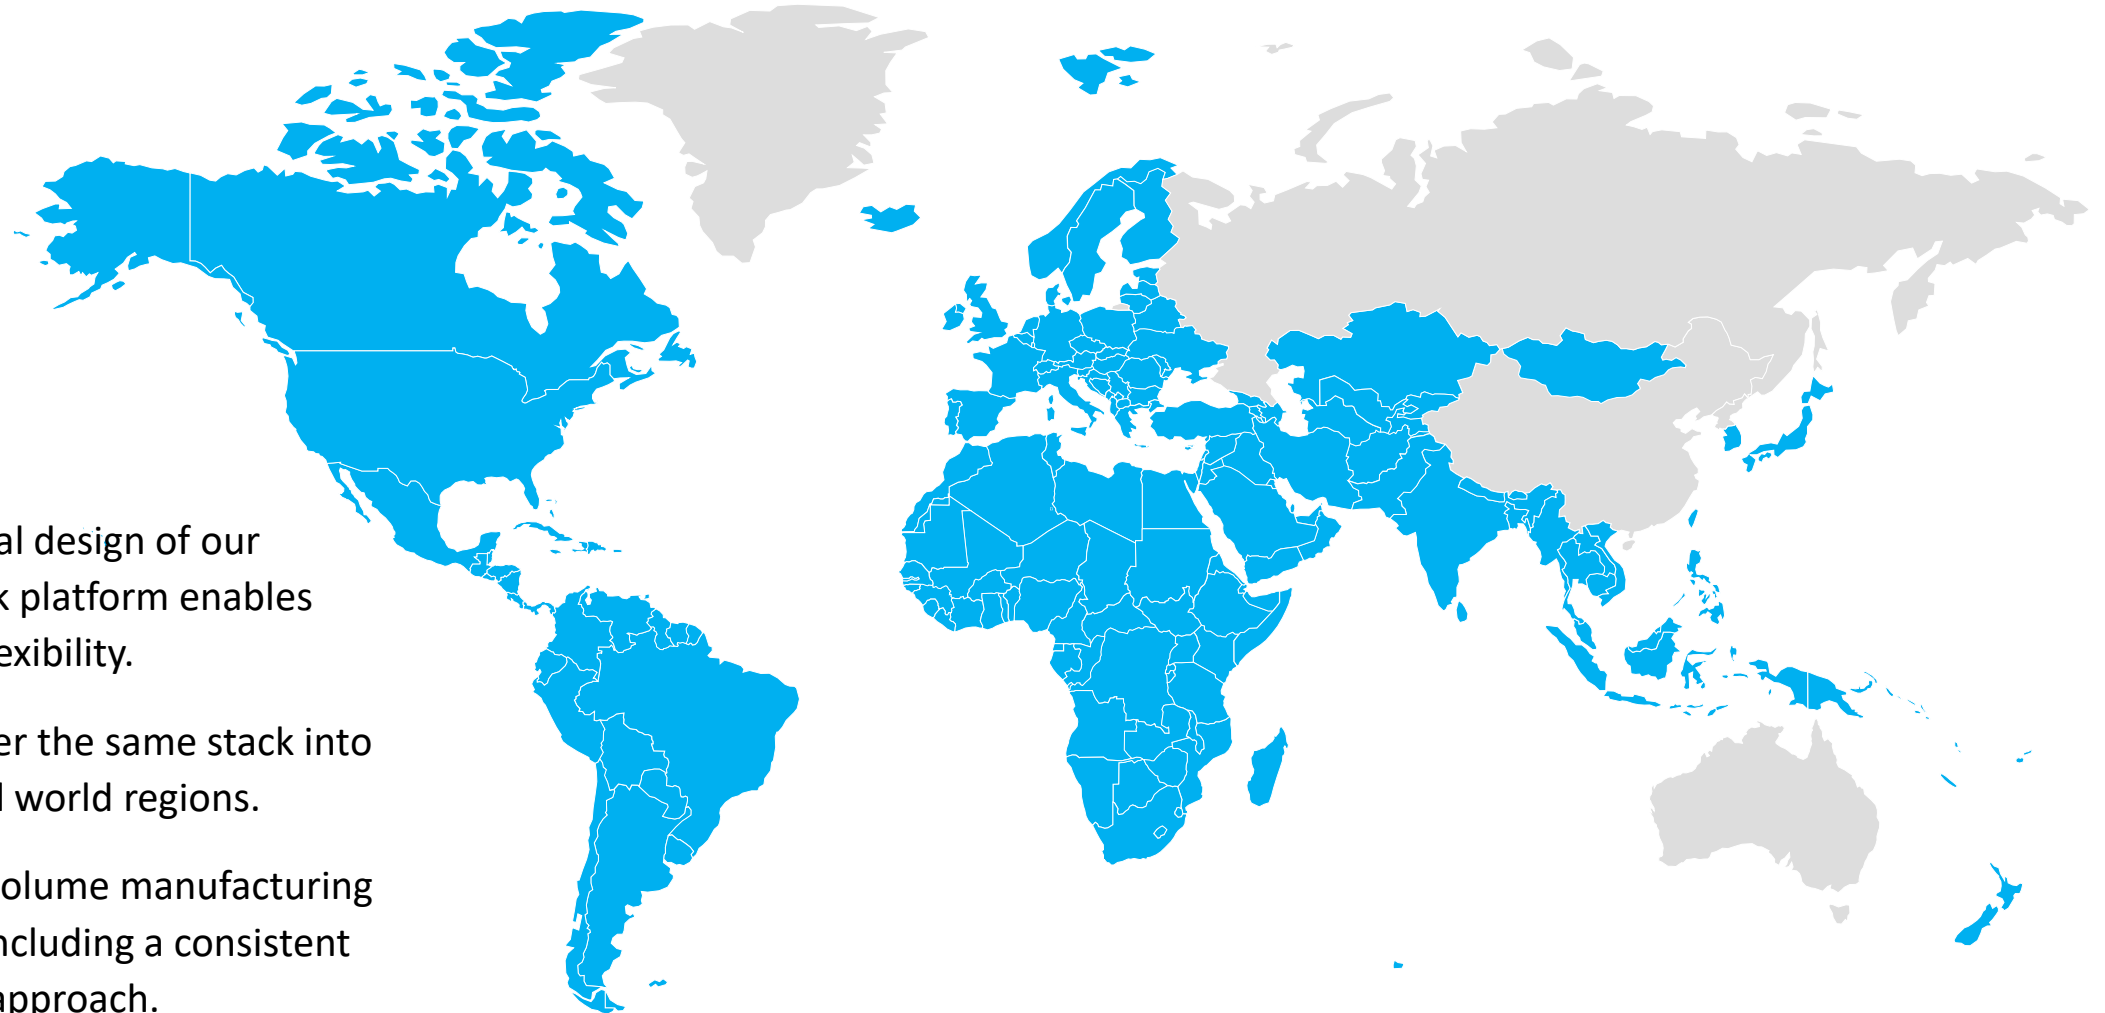 al design of our
platform enables
exibility.
er the same stack into
world regions.
olume manufacturing
ncluding a consistent
approach.